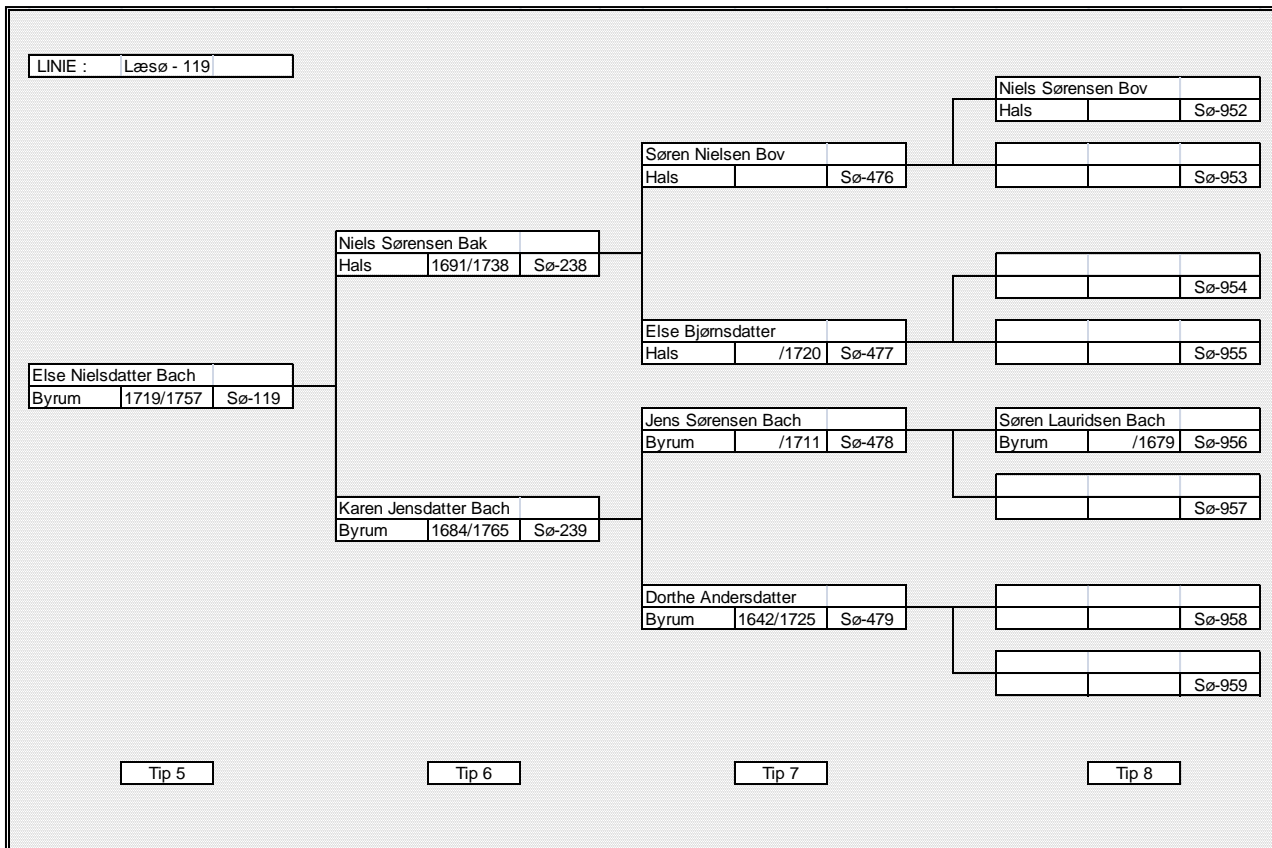 LINIE : Læsø - 119
Niels Sørensen Bov
Hals Sø-952
Søren Nielsen Bov
Hals Sø-476
Sø-953
Niels Sørensen Bak
Hals 1691/1738 Sø-238
Sø-954
Else Bjørnsdatter
Hals /1720 Sø-477
Sø-955
Else Nielsdatter Bach
Byrum 1719/1757 Sø-119
Jens Sørensen Bach
Byrum /1711 Sø-478
Søren Lauridsen Bach
Byrum /1679 Sø-956
Sø-957
Karen Jensdatter Bach
Byrum 1684/1765 Sø-239
Dorthe Andersdatter
Byrum 1642/1725 Sø-479
Sø-958
Sø-959
Tip 5 Tip 6 Tip 7 Tip 8